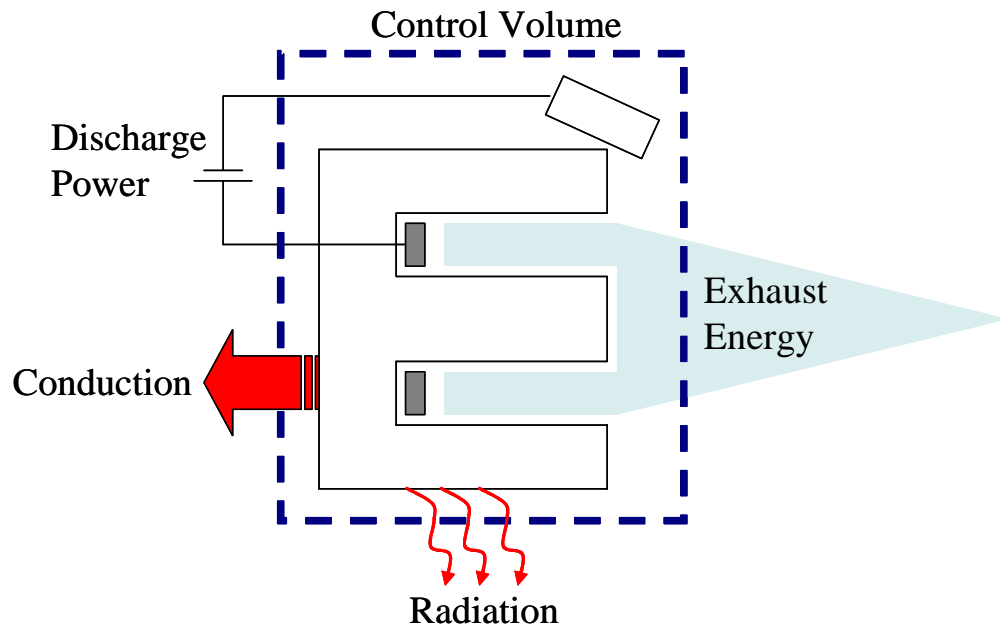 Control Volume
Discharge
Power
Exhaust
Energy
Conduction
Radiation